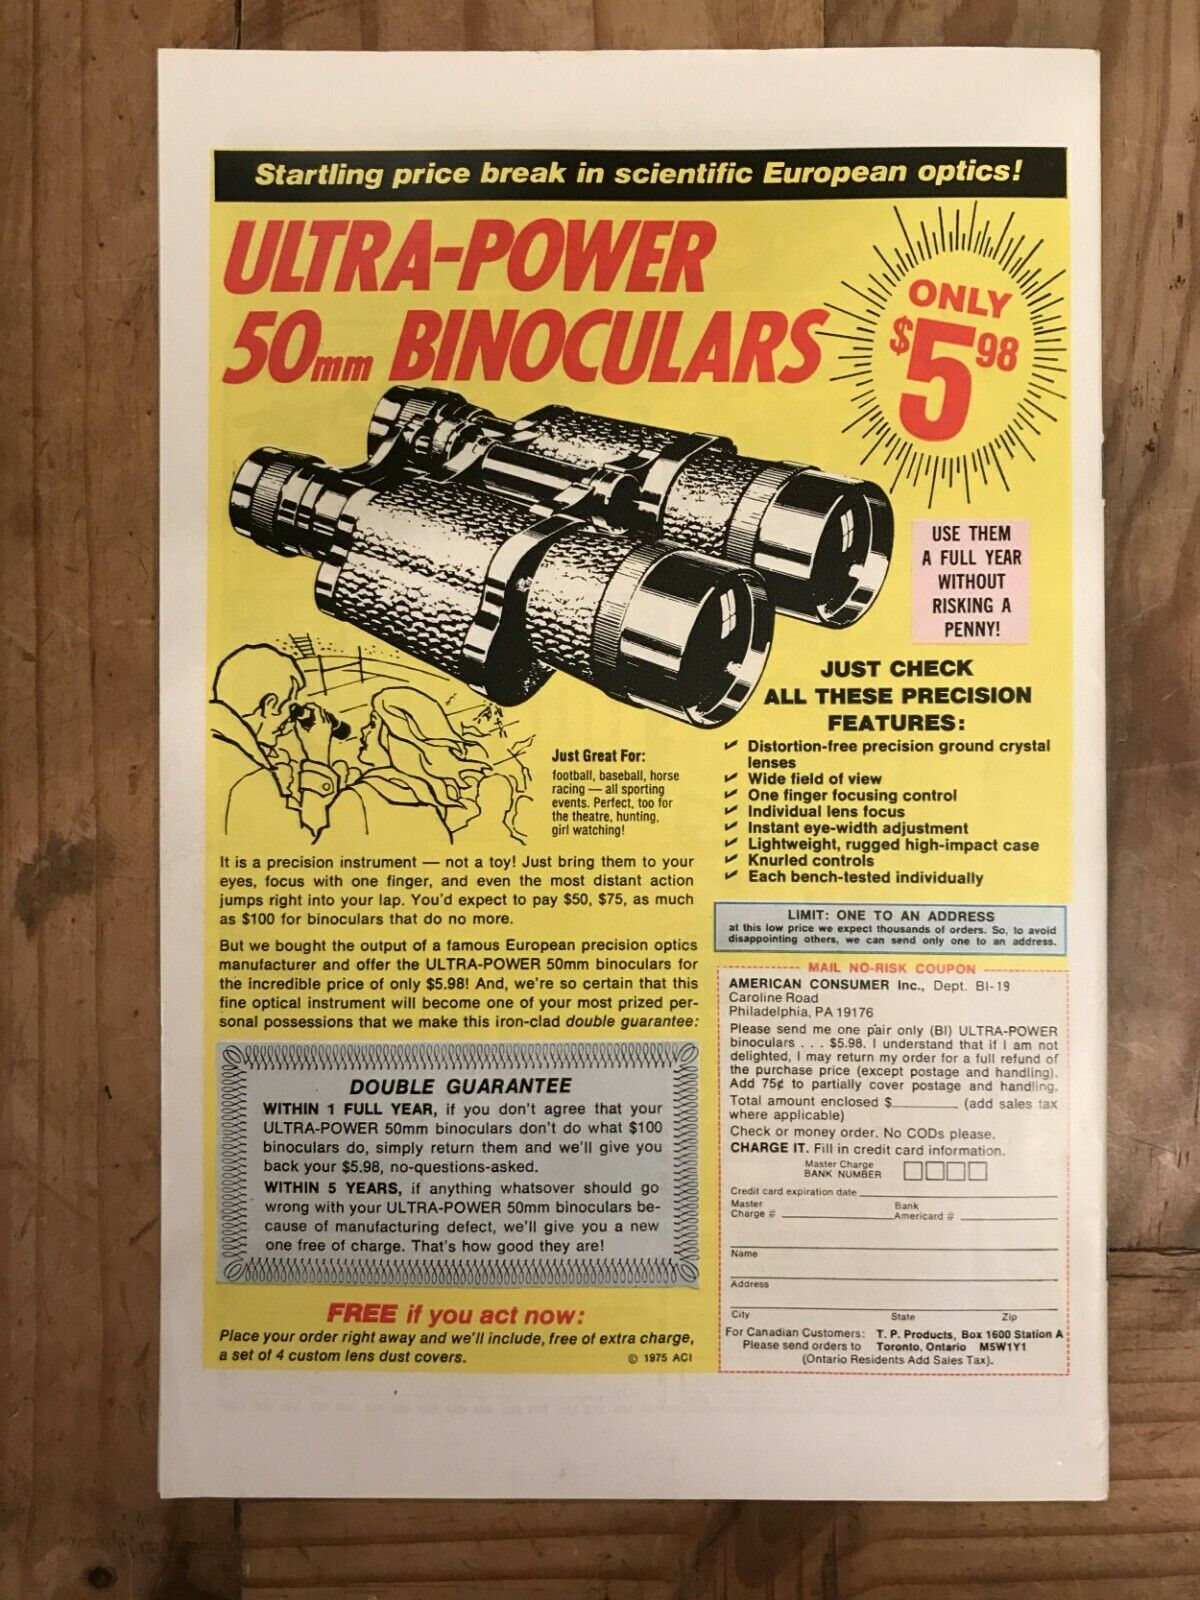 Startling price break in scientific European optics!
ULTRA-POWER
50mm BINOCULARS
ONLY
$5.98
USE THEM
A FULL YEAR
WITHOUT
RISKING A
PENNY!
JUST CHECK
ALL THESE PRECISION
FEATURES:
✓ Distortion-free precision ground crystal
lenses
✓ Wide field of view
✓ One finger focusing control
✓ Individual lens focus
✓ Instant eye-width adjustment
✓ Lightweight, rugged high-impact case
✓ Knurled controls
✓ Each bench-tested individually
Just Great For:
football, baseball, horse
racing — all sporting
events. Perfect, too for
the theatre, hunting,
girl watching!
It is a precision instrument — not a toy! Just bring them to your
eyes, focus with one finger, and even the most distant action
jumps right into your lap. You'd expect to pay $50, $75, as much
as $100 for binoculars that do no more.
But we bought the output of a famous European precision optics
manufacturer and offer the ULTRA-POWER 50mm binoculars for
the incredible price of only $5.98! And, we're so certain that this
fine optical instrument will become one of your most prized per-
sonal possessions that we make this iron-clad double guarantee:
DOUBLE GUARANTEE
WITHIN 1 FULL YEAR, if you don't agree that your
ULTRA-POWER 50mm binoculars don't do what $100
binoculars do, simply return them and we'll give you
back your $5.98, no-questions-asked.
WITHIN 5 YEARS, if anything whatsover should go
wrong with your ULTRA-POWER 50mm binoculars be-
cause of manufacturing defect, we'll give you a new
one free of charge. That's how good they are!
FREE if you act now:
Place your order right away and we'll include, free of extra charge,
a set of 4 custom lens dust covers.
© 1975 ACI
LIMIT: ONE TO AN ADDRESS
at this low price we expect thousands of orders. So, to avoid
disappointing others, we can send only one to an address.
MAIL NO-RISK COUPON
AMERICAN CONSUMER Inc., Dept. BI-19
Caroline Road
Philadelphia, PA 19176
Please send me one pair only (BI) ULTRA-POWER
binoculars . . . $5.98. I understand that if I am not
delighted, I may return my order for a full refund of
the purchase price (except postage and handling).
Add 75¢ to partially cover postage and handling.
Total amount enclosed $________ (add sales tax
where applicable)
Check or money order. No CODs please.
CHARGE IT. Fill in credit card information.
Master Charge
BANK NUMBER
Credit card expiration date
Master Bank
Charge # Americard #
Name
Address
City State Zip
For Canadian Customers: T. P. Products, Box 1600 Station A
Please send orders to Toronto, Ontario M5W1Y1
(Ontario Residents Add Sales Tax).